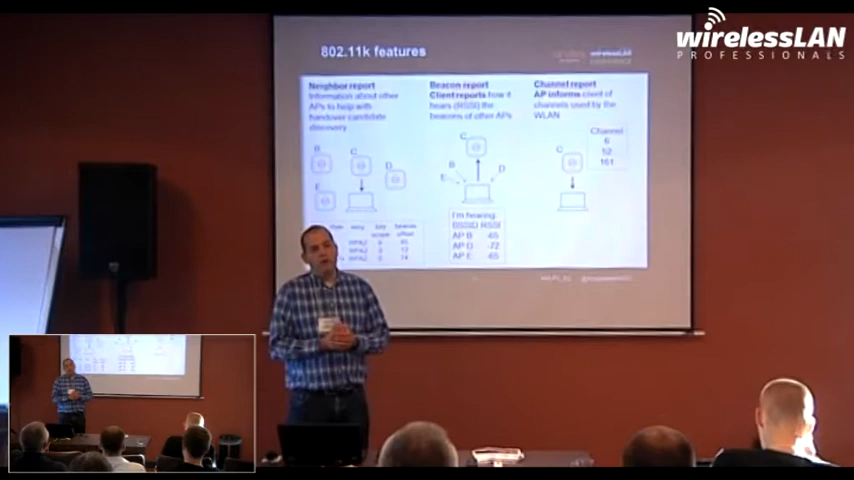 wirelessLAN
PROFESSIONALS
802.11k features
Neighbor report
Information about other
APs to help with
handover candidate
discovery
Beacon report
Client reports how it
hears (RSSI) the
beacons of other APs
Channel report
AP informs client of
channels used by the
WLAN
B
C
D
E
C
B
D
E
C
Channel
6
52
161
I'm hearing:
BSSID RSSI
AP B -65
AP D -72
AP E -65
WPA2
WPA2
WPA2
beacon
offset